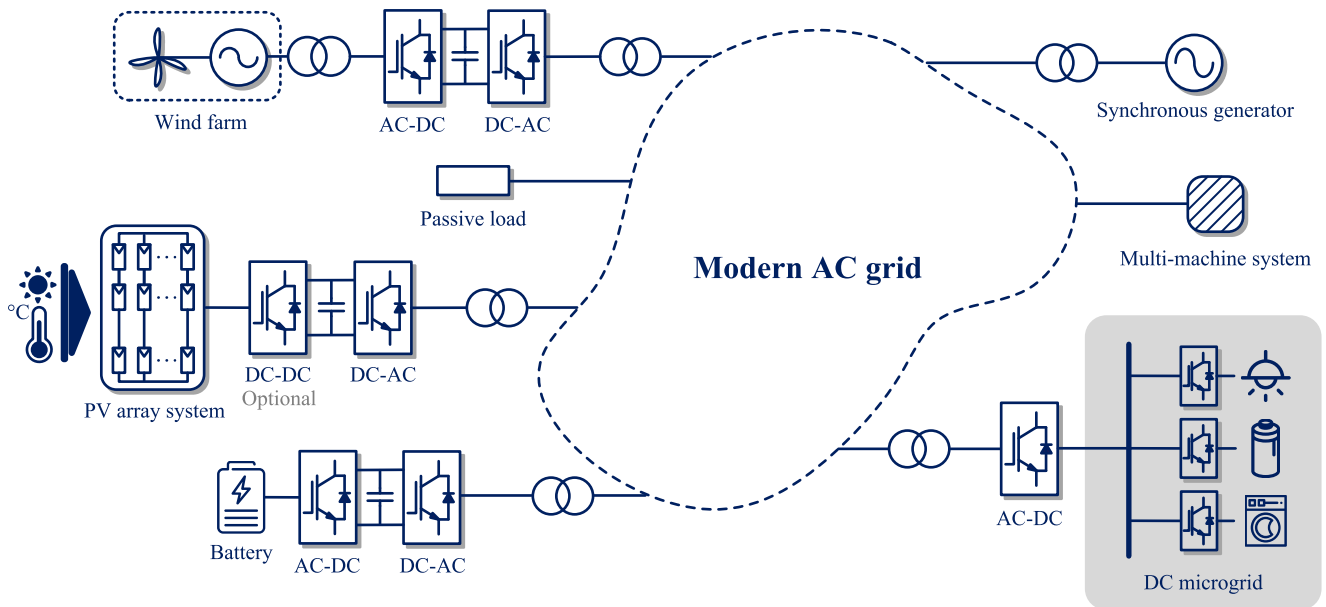 Wind farm
AC-DC
DC-AC
Synchronous generator
Passive load
Multi-machine system
Modern AC grid
°C
PV array system
DC-DC
Optional
DC-AC
Battery
AC-DC
DC-AC
AC-DC
DC microgrid